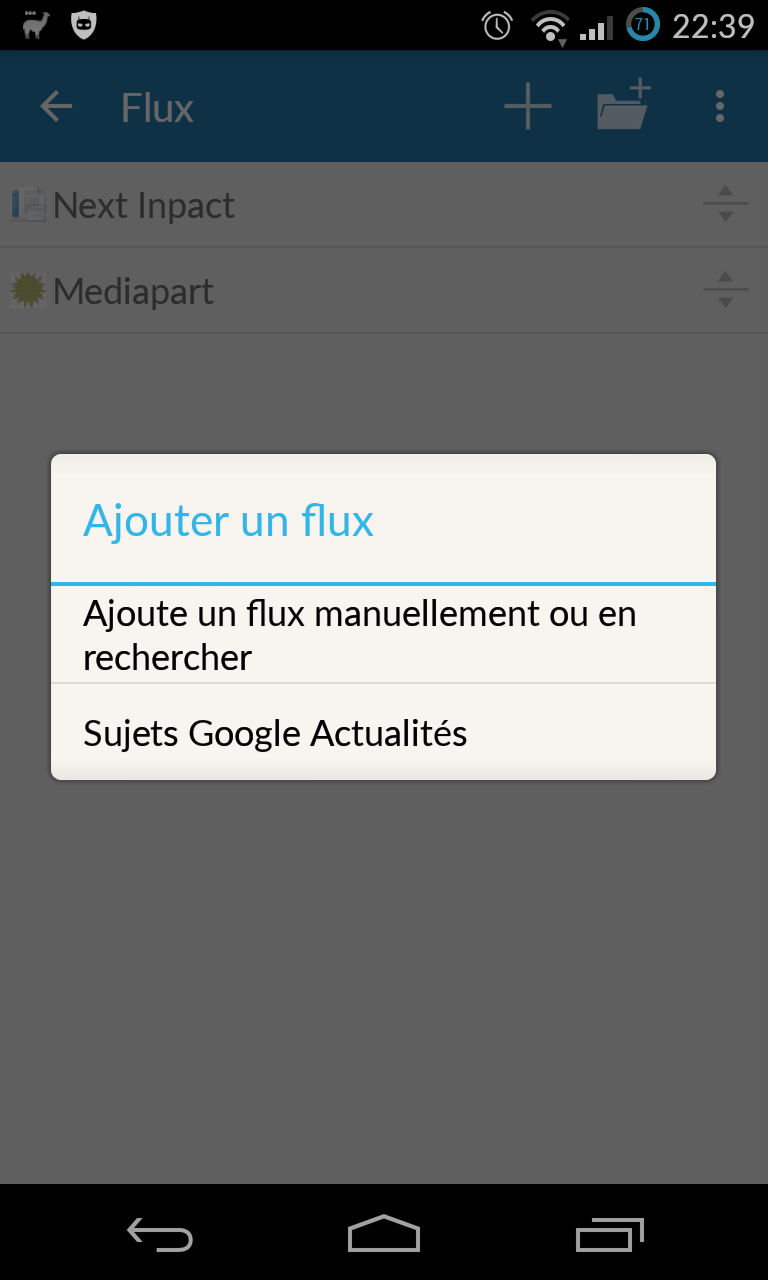 71 22:39
Flux
Next Inpact
Mediapart
Ajouter un flux
Ajoute un flux manuellement ou en
rechercher
Sujets Google Actualités